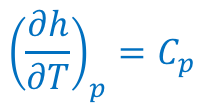 (∂h/∂T)_p = C_p